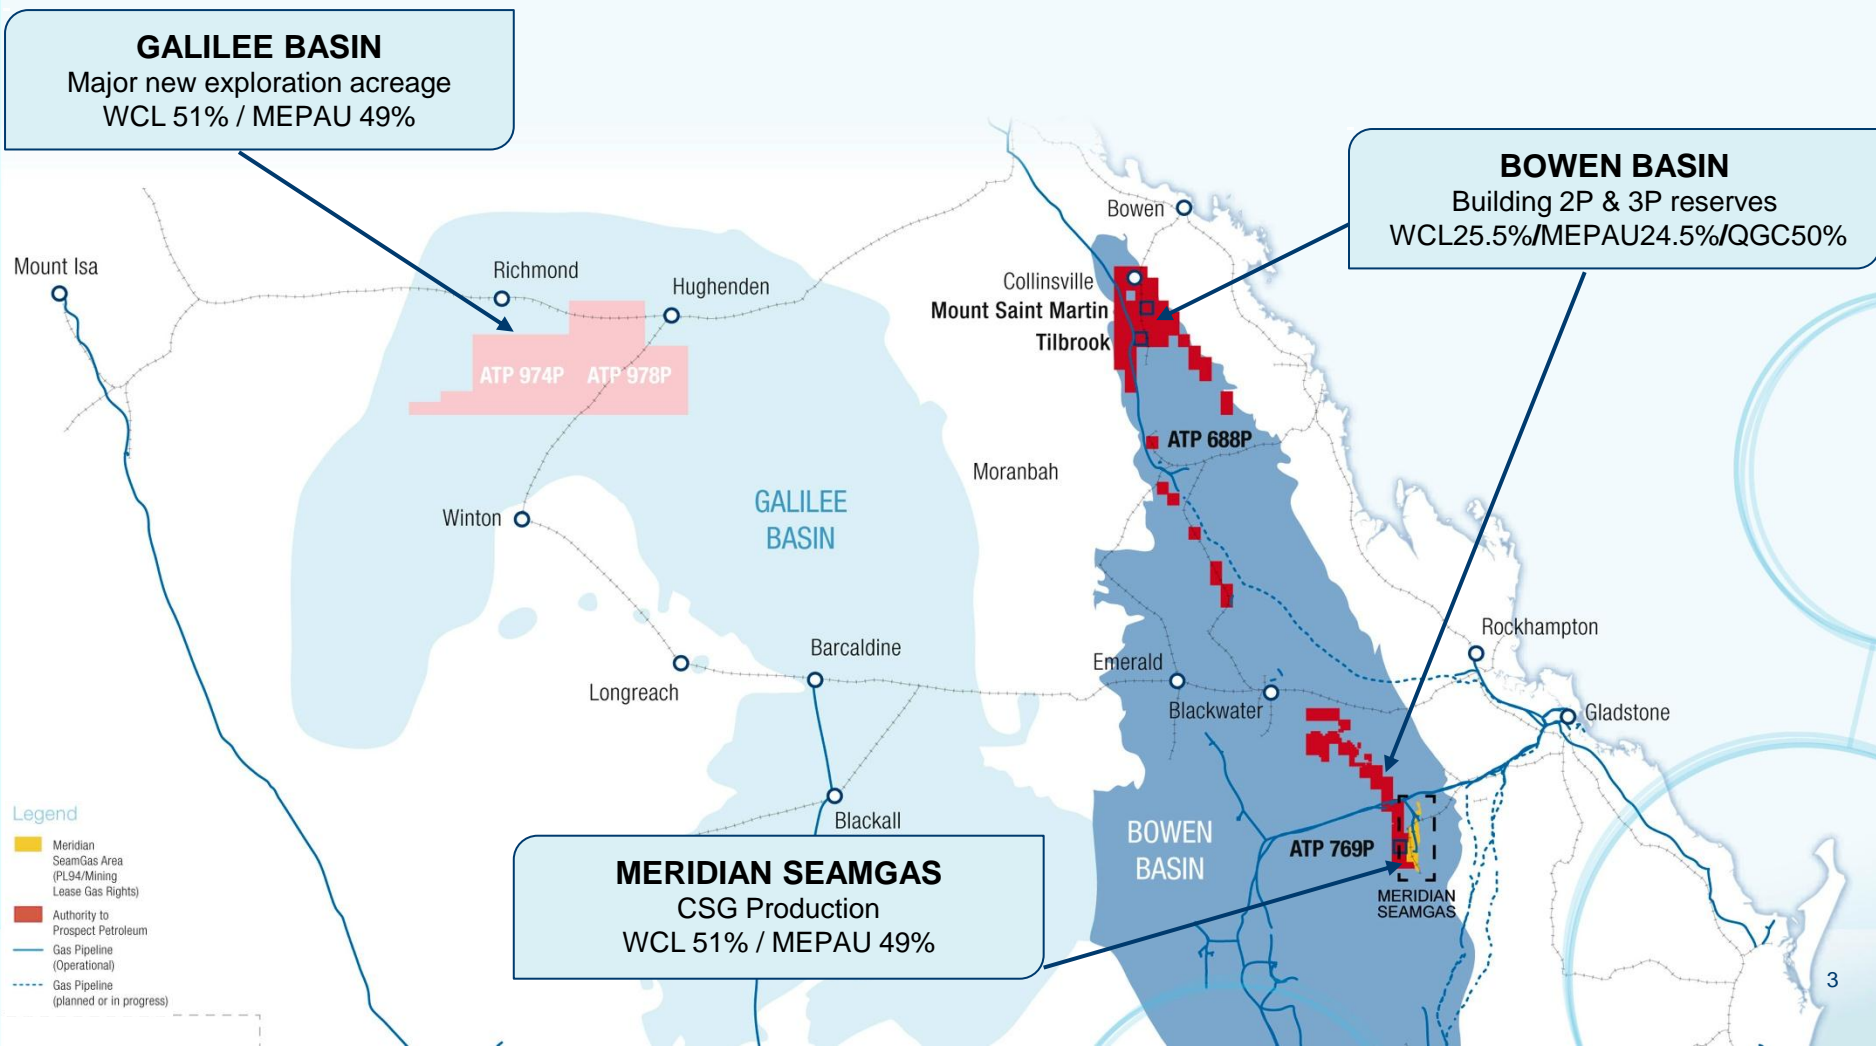 GALILEE BASIN
Major new exploration acreage
WCL 51% / MEPAU 49%
BOWEN BASIN
Building 2P & 3P reserves
WCL25.5%/MEPAU24.5%/QGC50%
Bowen
Mount Isa
Richmond
Hughenden
Collinsville
Mount Saint Martin
Tilbrook
ATP 974P
ATP 978P
ATP 688P
Moranbah
GALILEE
BASIN
Winton
Rockhampton
Barcaldine
Emerald
Longreach
Blackwater
Gladstone
Blackall
BOWEN
BASIN
ATP 769P
MERIDIAN
SEAMGAS
MERIDIAN SEAMGAS
CSG Production
WCL 51% / MEPAU 49%
Legend
Meridian
SeamGas Area
(PL94/Mining
Lease Gas Rights)
Authority to
Prospect Petroleum
Gas Pipeline
(Operational)
Gas Pipeline
(planned or in progress)
3